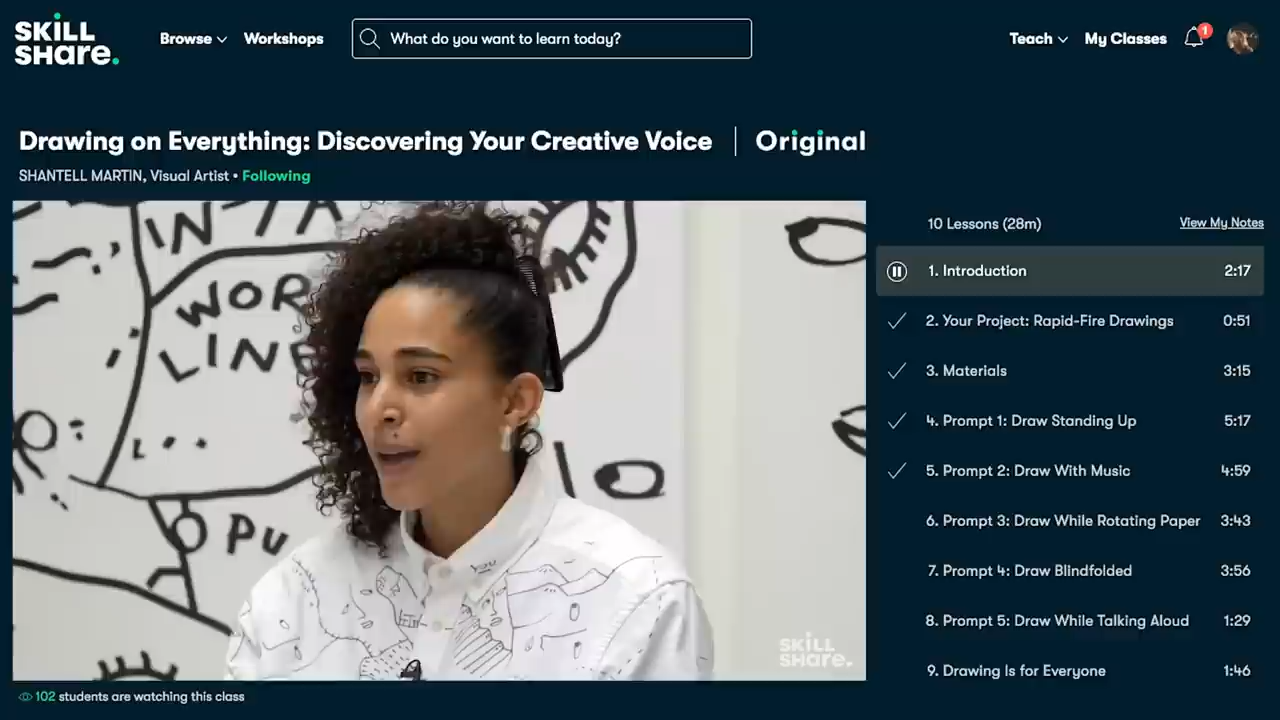 SKiLL
SHare.
Browse
Workshops
What do you want to learn today?
Teach
My Classes
1
Drawing on Everything: Discovering Your Creative Voice
Original
SHANTELL MARTIN, Visual Artist • Following
WOR
LINE
PU
YOU
SKiLL
SHare.
102 students are watching this class
10 Lessons (28m)
View My Notes
1. Introduction 2:17
2. Your Project: Rapid-Fire Drawings 0:51
3. Materials 3:15
4. Prompt 1: Draw Standing Up 5:17
5. Prompt 2: Draw With Music 4:59
6. Prompt 3: Draw While Rotating Paper 3:43
7. Prompt 4: Draw Blindfolded 3:56
8. Prompt 5: Draw While Talking Aloud 1:29
9. Drawing Is for Everyone 1:46